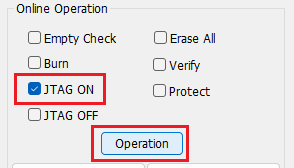 Online Operation
Empty Check
Erase All
Burn
Verify
JTAG ON
Protect
JTAG OFF
Operation